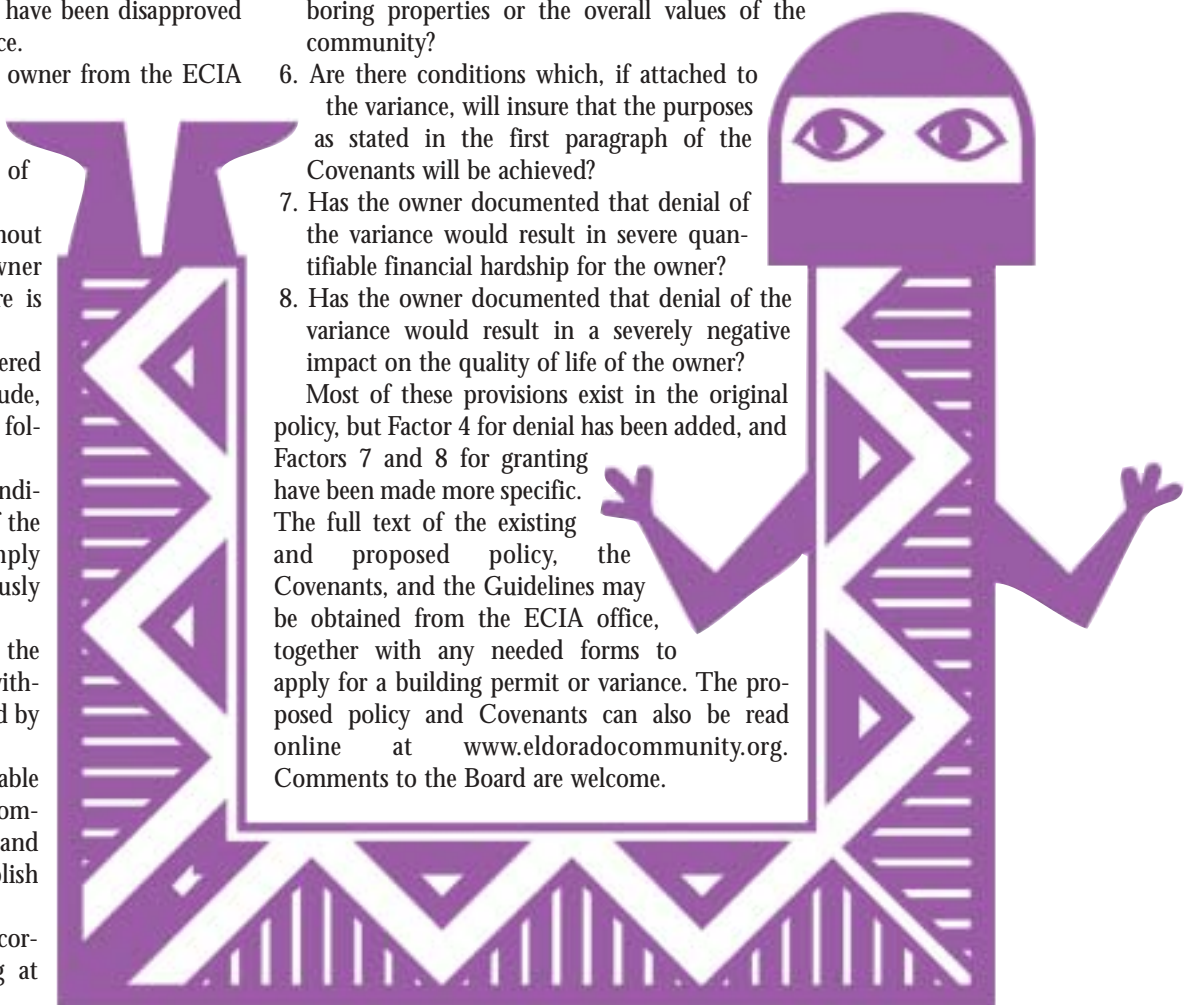 have been disapproved
ce.
owner from the ECIA
of
hout
wner
re is
ered
ude,
fol-
ndi-
f the
mply
usly
the
with-
d by
able
om-
and
olish
cor-
g at
boring properties or the overall values of the
community?
6. Are there conditions which, if attached to
the variance, will insure that the purposes
as stated in the first paragraph of the
Covenants will be achieved?
7. Has the owner documented that denial of
the variance would result in severe quan-
tifiable financial hardship for the owner?
8. Has the owner documented that denial of the
variance would result in a severely negative
impact on the quality of life of the owner?
Most of these provisions exist in the original
policy, but Factor 4 for denial has been added, and
Factors 7 and 8 for granting
have been made more specific.
The full text of the existing
and proposed policy, the
Covenants, and the Guidelines may
be obtained from the ECIA office,
together with any needed forms to
apply for a building permit or variance. The pro-
posed policy and Covenants can also be read
online at www.eldoradocommunity.org.
Comments to the Board are welcome.